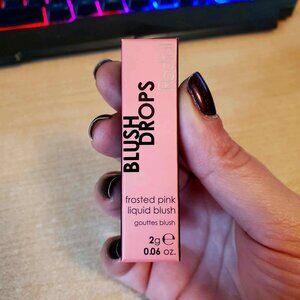 BLUSH
DROPS
frosted pink
liquid blush
gouttes blush
2g ℮
0.06 oz.